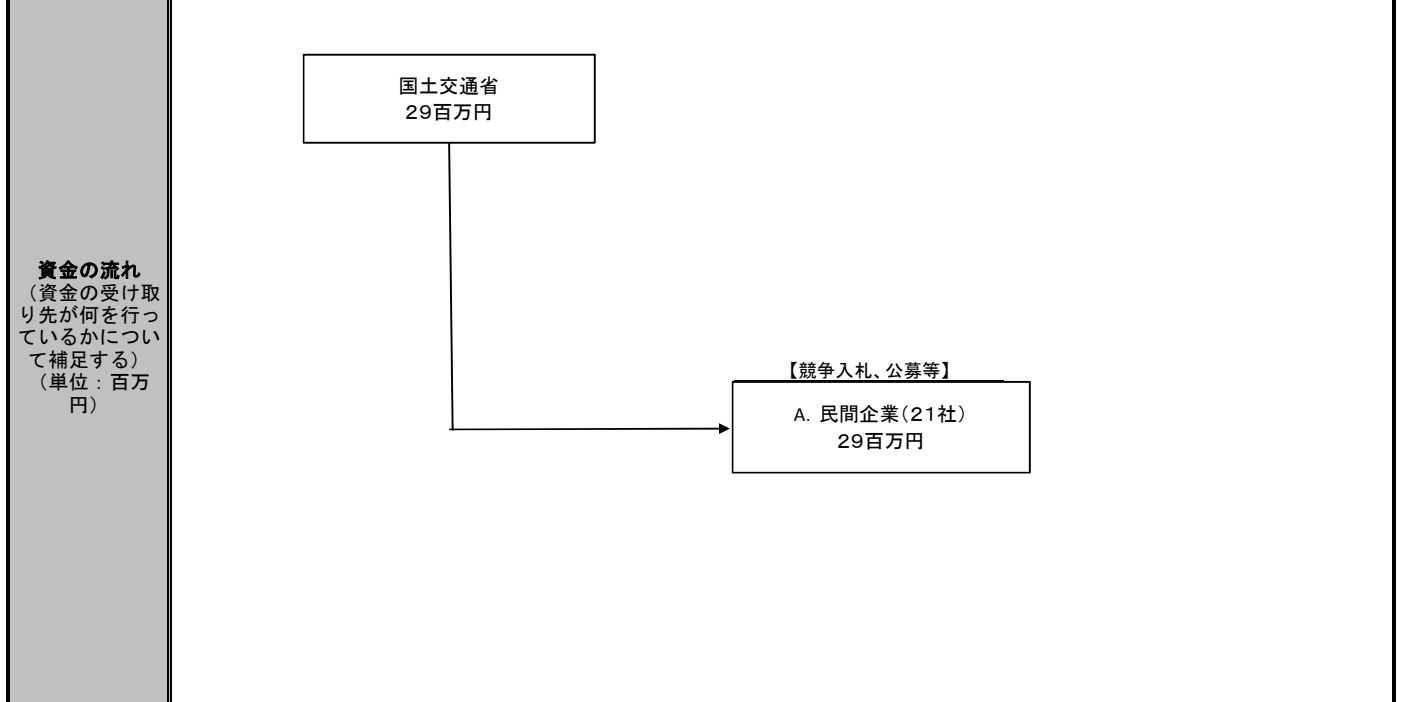 資金の流れ
（資金の受け取
り先が何を行っ
ているかについ
て補足する）
（単位：百万
円）
国土交通省
２９百万円
【競争入札、公募等】
A. 民間企業（２１社）
２９百万円